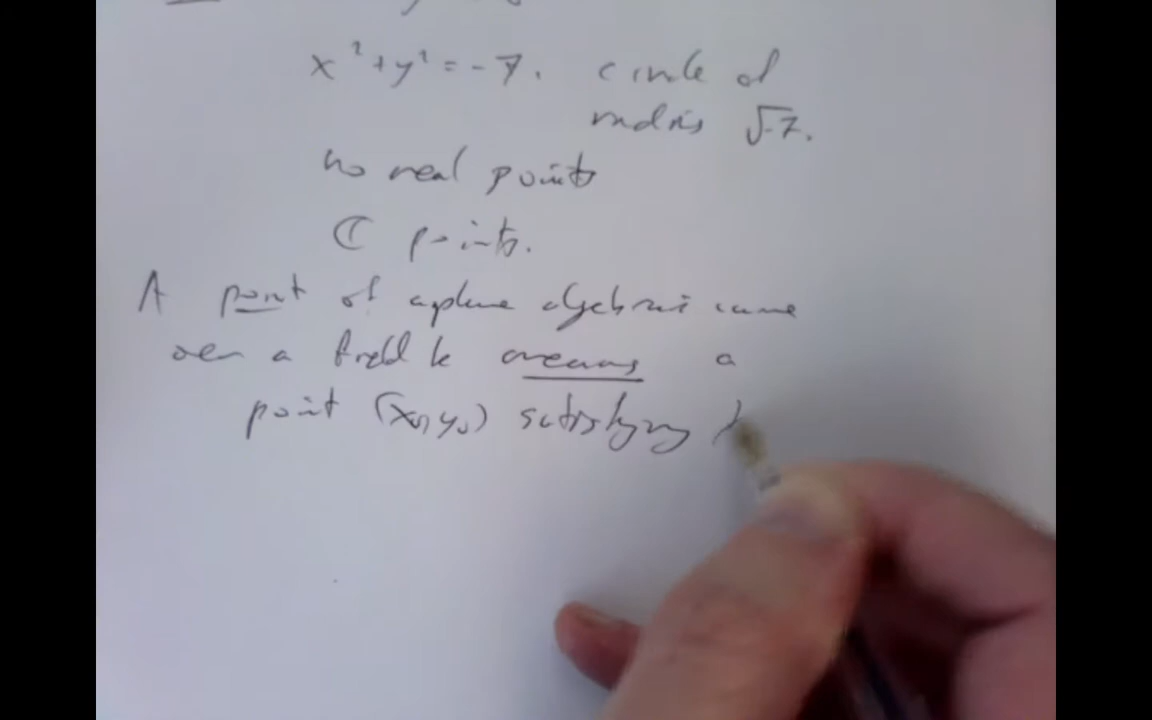 x² + y² = -7. circle of
radius √-7.
no real points
ℂ points.
A point of a plane algebraic curve
over a field k means a
point (x₀, y₀) satisfying